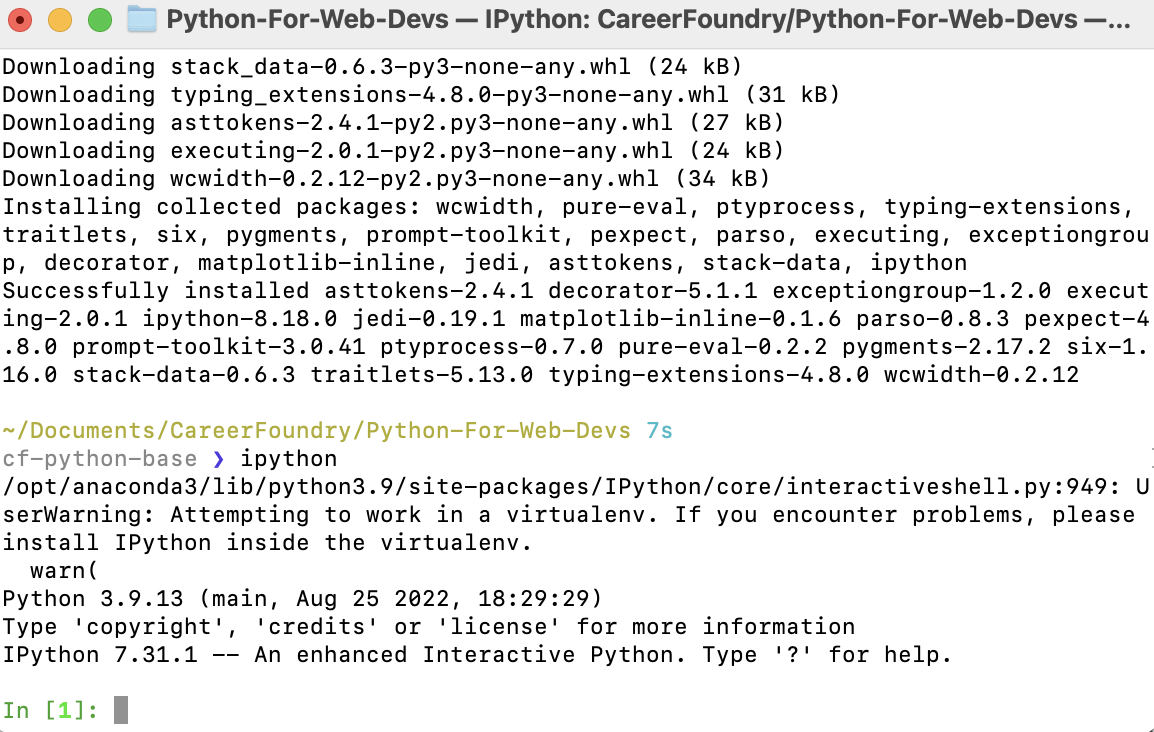 Python-For-Web-Devs — IPython: CareerFoundry/Python-For-Web-Devs —...
Downloading stack_data-0.6.3-py3-none-any.whl (24 kB)
Downloading typing_extensions-4.8.0-py3-none-any.whl (31 kB)
Downloading asttokens-2.4.1-py2.py3-none-any.whl (27 kB)
Downloading executing-2.0.1-py2.py3-none-any.whl (24 kB)
Downloading wcwidth-0.2.12-py2.py3-none-any.whl (34 kB)
Installing collected packages: wcwidth, pure-eval, ptyprocess, typing-extensions,
traitlets, six, pygments, prompt-toolkit, pexpect, parso, executing, exceptiongrou
p, decorator, matplotlib-inline, jedi, asttokens, stack-data, ipython
Successfully installed asttokens-2.4.1 decorator-5.1.1 exceptiongroup-1.2.0 execut
ing-2.0.1 ipython-8.18.0 jedi-0.19.1 matplotlib-inline-0.1.6 parso-0.8.3 pexpect-4
.8.0 prompt-toolkit-3.0.41 ptyprocess-0.7.0 pure-eval-0.2.2 pygments-2.17.2 six-1.
16.0 stack-data-0.6.3 traitlets-5.13.0 typing-extensions-4.8.0 wcwidth-0.2.12
~/Documents/CareerFoundry/Python-For-Web-Devs 7s
cf-python-base ❯ ipython
/opt/anaconda3/lib/python3.9/site-packages/IPython/core/interactiveshell.py:949: U
serWarning: Attempting to work in a virtualenv. If you encounter problems, please
install IPython inside the virtualenv.
  warn(
Python 3.9.13 (main, Aug 25 2022, 18:29:29)
Type 'copyright', 'credits' or 'license' for more information
IPython 7.31.1 -- An enhanced Interactive Python. Type '?' for help.
In [1]: